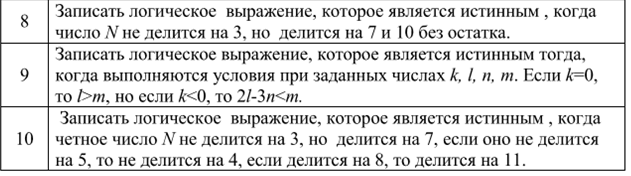 8
Записать логическое выражение, которое является истинным , когда
число N не делится на 3, но делится на 7 и 10 без остатка.
9
Записать логическое выражение, которое является истинным тогда,
когда выполняются условия при заданных числах k, l, n, m. Если k=0,
то l>m, но если k<0, то 2l-3n<m.
10
Записать логическое выражение, которое является истинным , когда
четное число N не делится на 3, но делится на 7, если оно не делится
на 5, то не делится на 4, если делится на 8, то делится на 11.